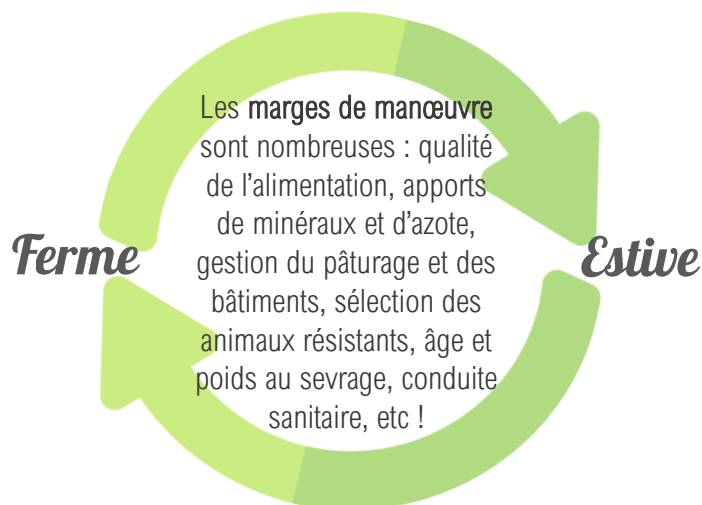 Les marges de manœuvre
sont nombreuses : qualité
de l'alimentation, apports
de minéraux et d'azote,
gestion du pâturage et des
bâtiments, sélection des
animaux résistants, âge et
poids au sevrage, conduite
sanitaire, etc !
Ferme
Estive